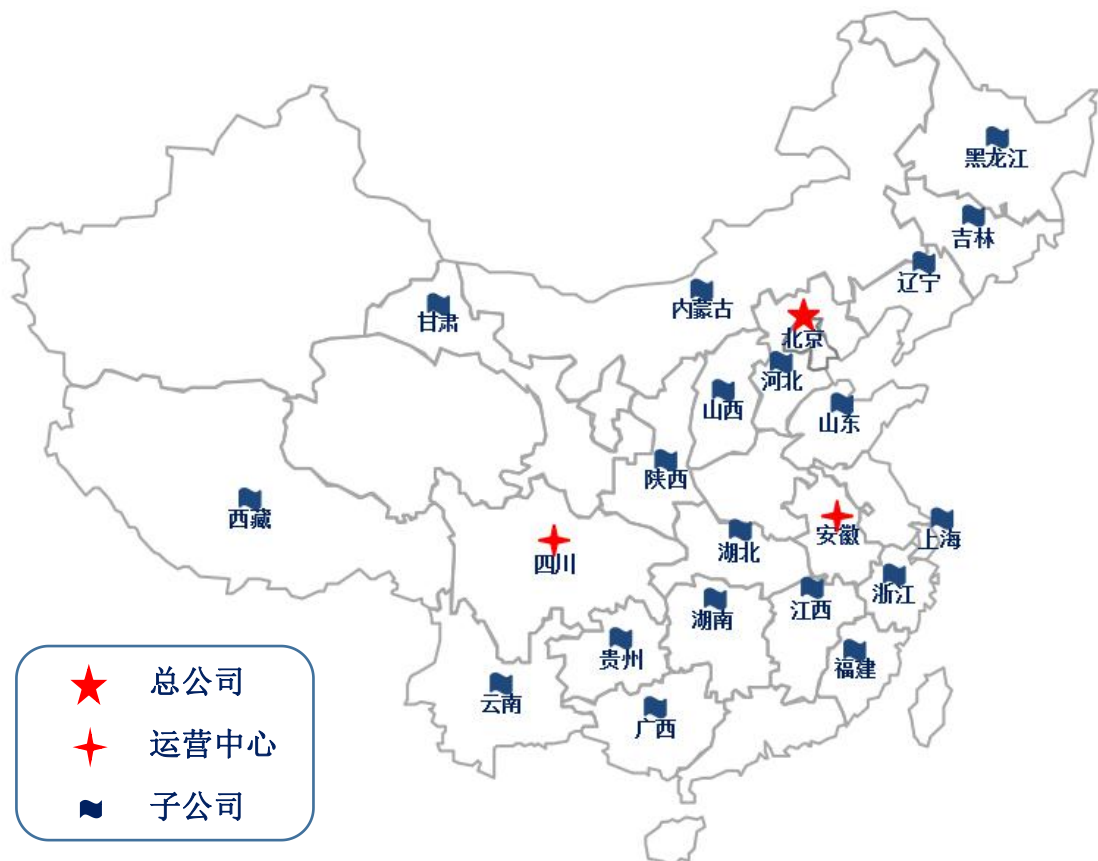 黑龙江
吉林
辽宁
内蒙古
甘肃
北京
河北
山西
山东
陕西
西藏
四川
湖北
安徽
上海
浙江
江西
湖南
贵州
福建
云南
广西
总公司
运营中心
子公司